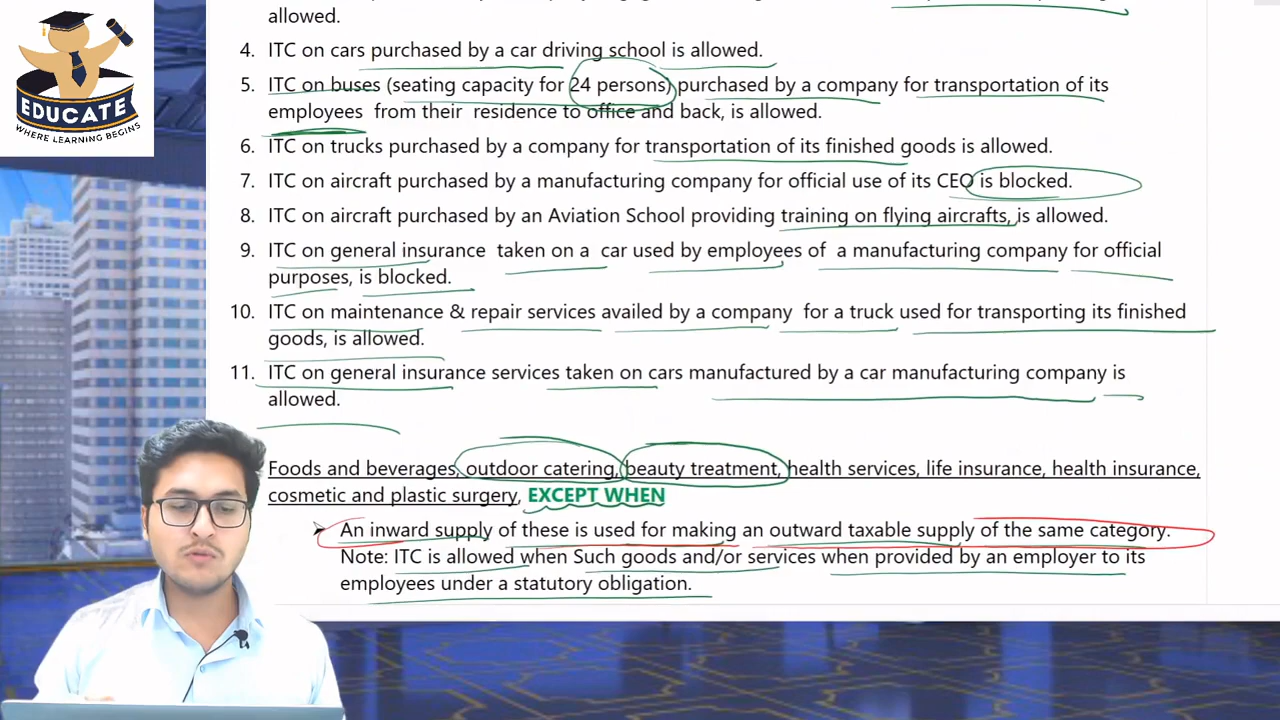 EDUCATE
WHERE LEARNING BEGINS
allowed.
4. ITC on cars purchased by a car driving school is allowed.
5. ITC on buses (seating capacity for 24 persons) purchased by a company for transportation of its
employees from their residence to office and back, is allowed.
6. ITC on trucks purchased by a company for transportation of its finished goods is allowed.
7. ITC on aircraft purchased by a manufacturing company for official use of its CEO is blocked.
8. ITC on aircraft purchased by an Aviation School providing training on flying aircrafts, is allowed.
9. ITC on general insurance taken on a car used by employees of a manufacturing company for official
purposes, is blocked.
10. ITC on maintenance & repair services availed by a company for a truck used for transporting its finished
goods, is allowed.
11. ITC on general insurance services taken on cars manufactured by a car manufacturing company is
allowed.
Foods and beverages, outdoor catering, beauty treatment, health services, life insurance, health insurance,
cosmetic and plastic surgery, EXCEPT WHEN
➢ An inward supply of these is used for making an outward taxable supply of the same category.
Note: ITC is allowed when Such goods and/or services when provided by an employer to its
employees under a statutory obligation.